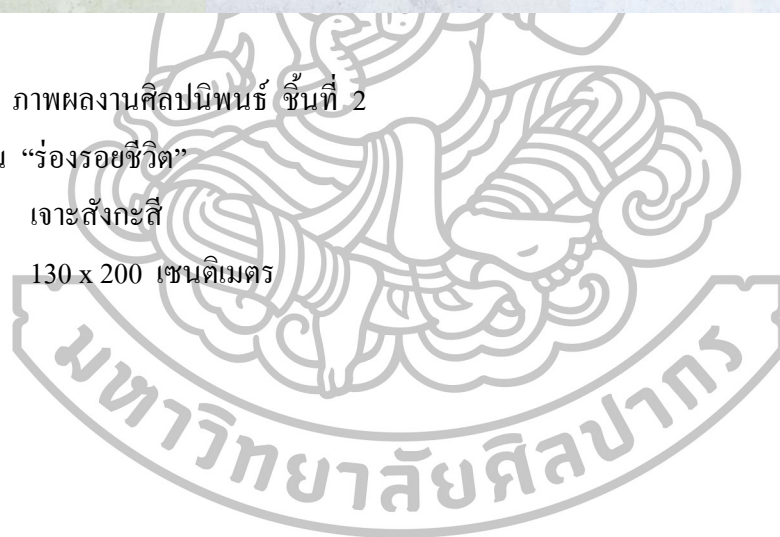 ภาพผลงานศิลปนิพนธ์ ชิ้นที่ 2
“ร่องรอยชีวิต”
เจาะสังกะสี
130 x 200 เซนติเมตร
มหาวิทยาลัยศิลปากร